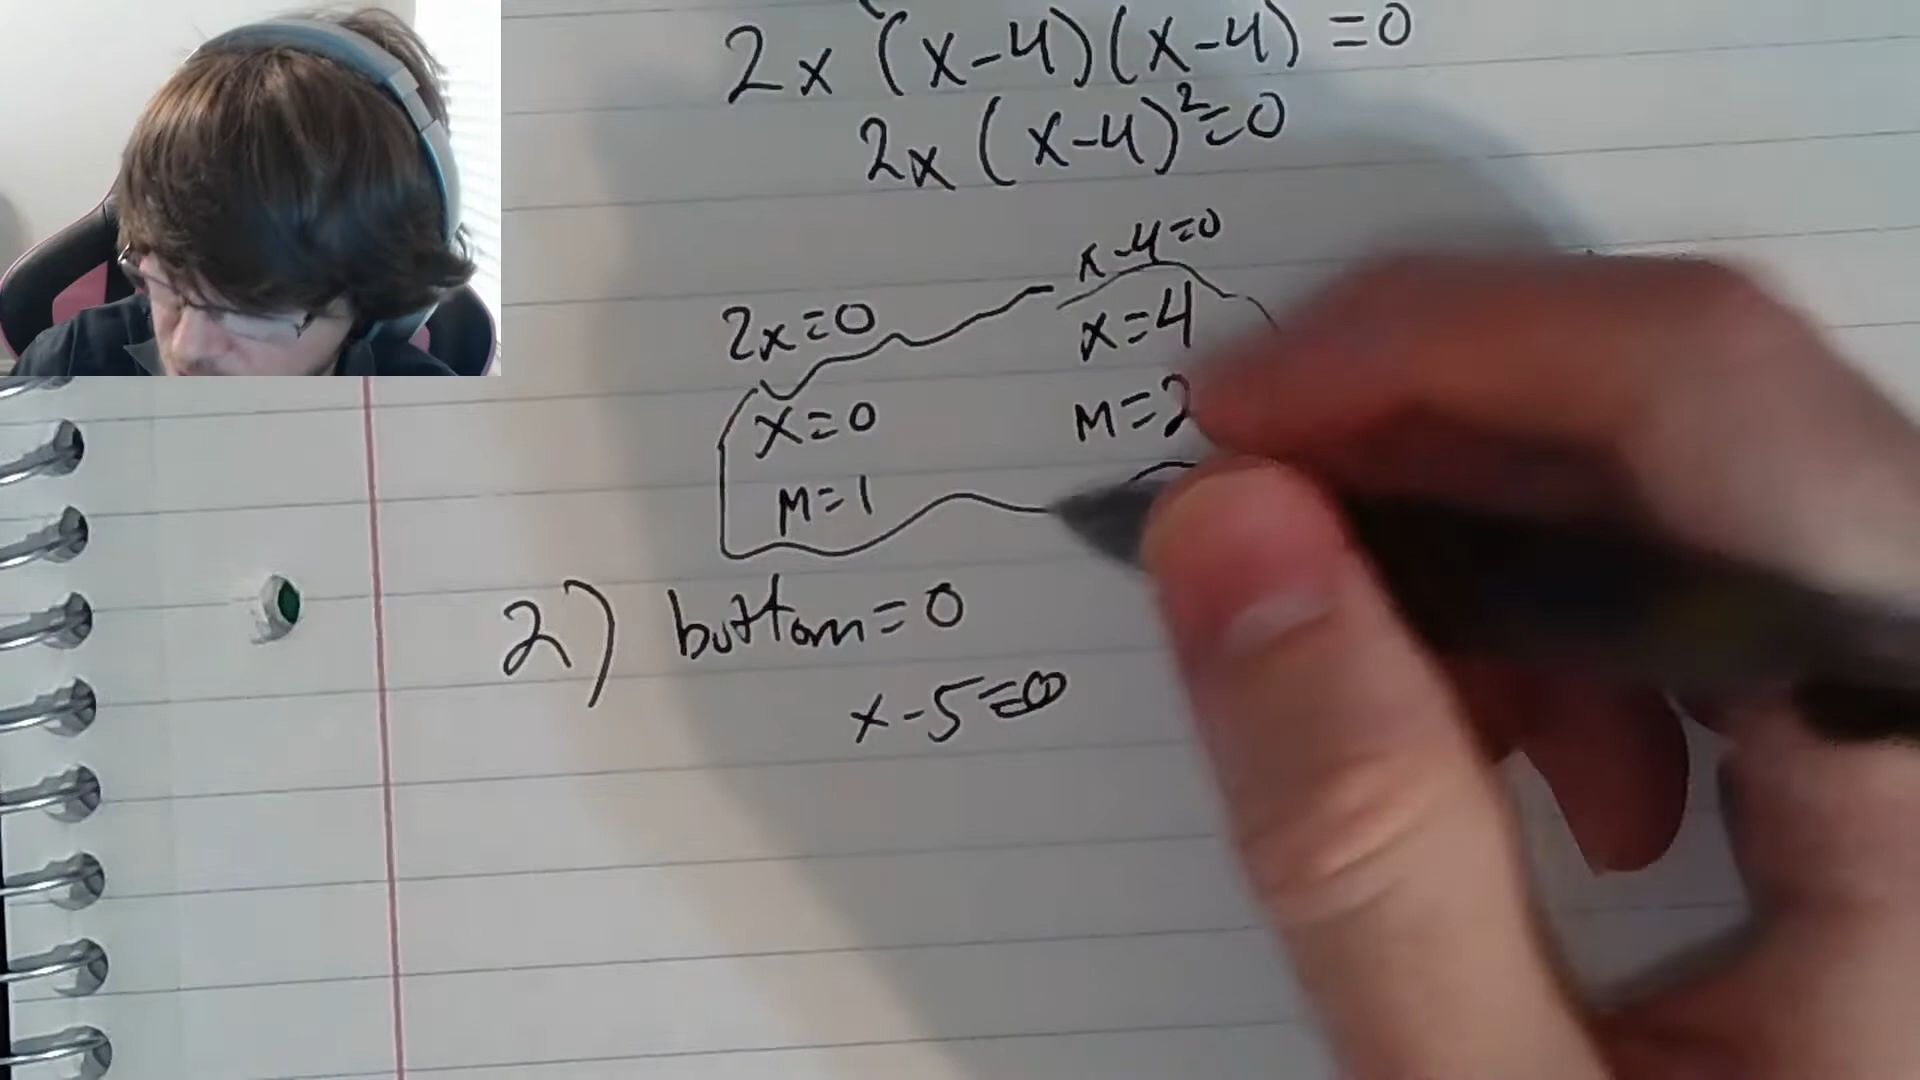 2x (x-4)(x-4) =0
2x (x-4)²=0
x-4=0
2x=0 x=4
x=0 M=2
M=1
2) bottom=0
x-5=0